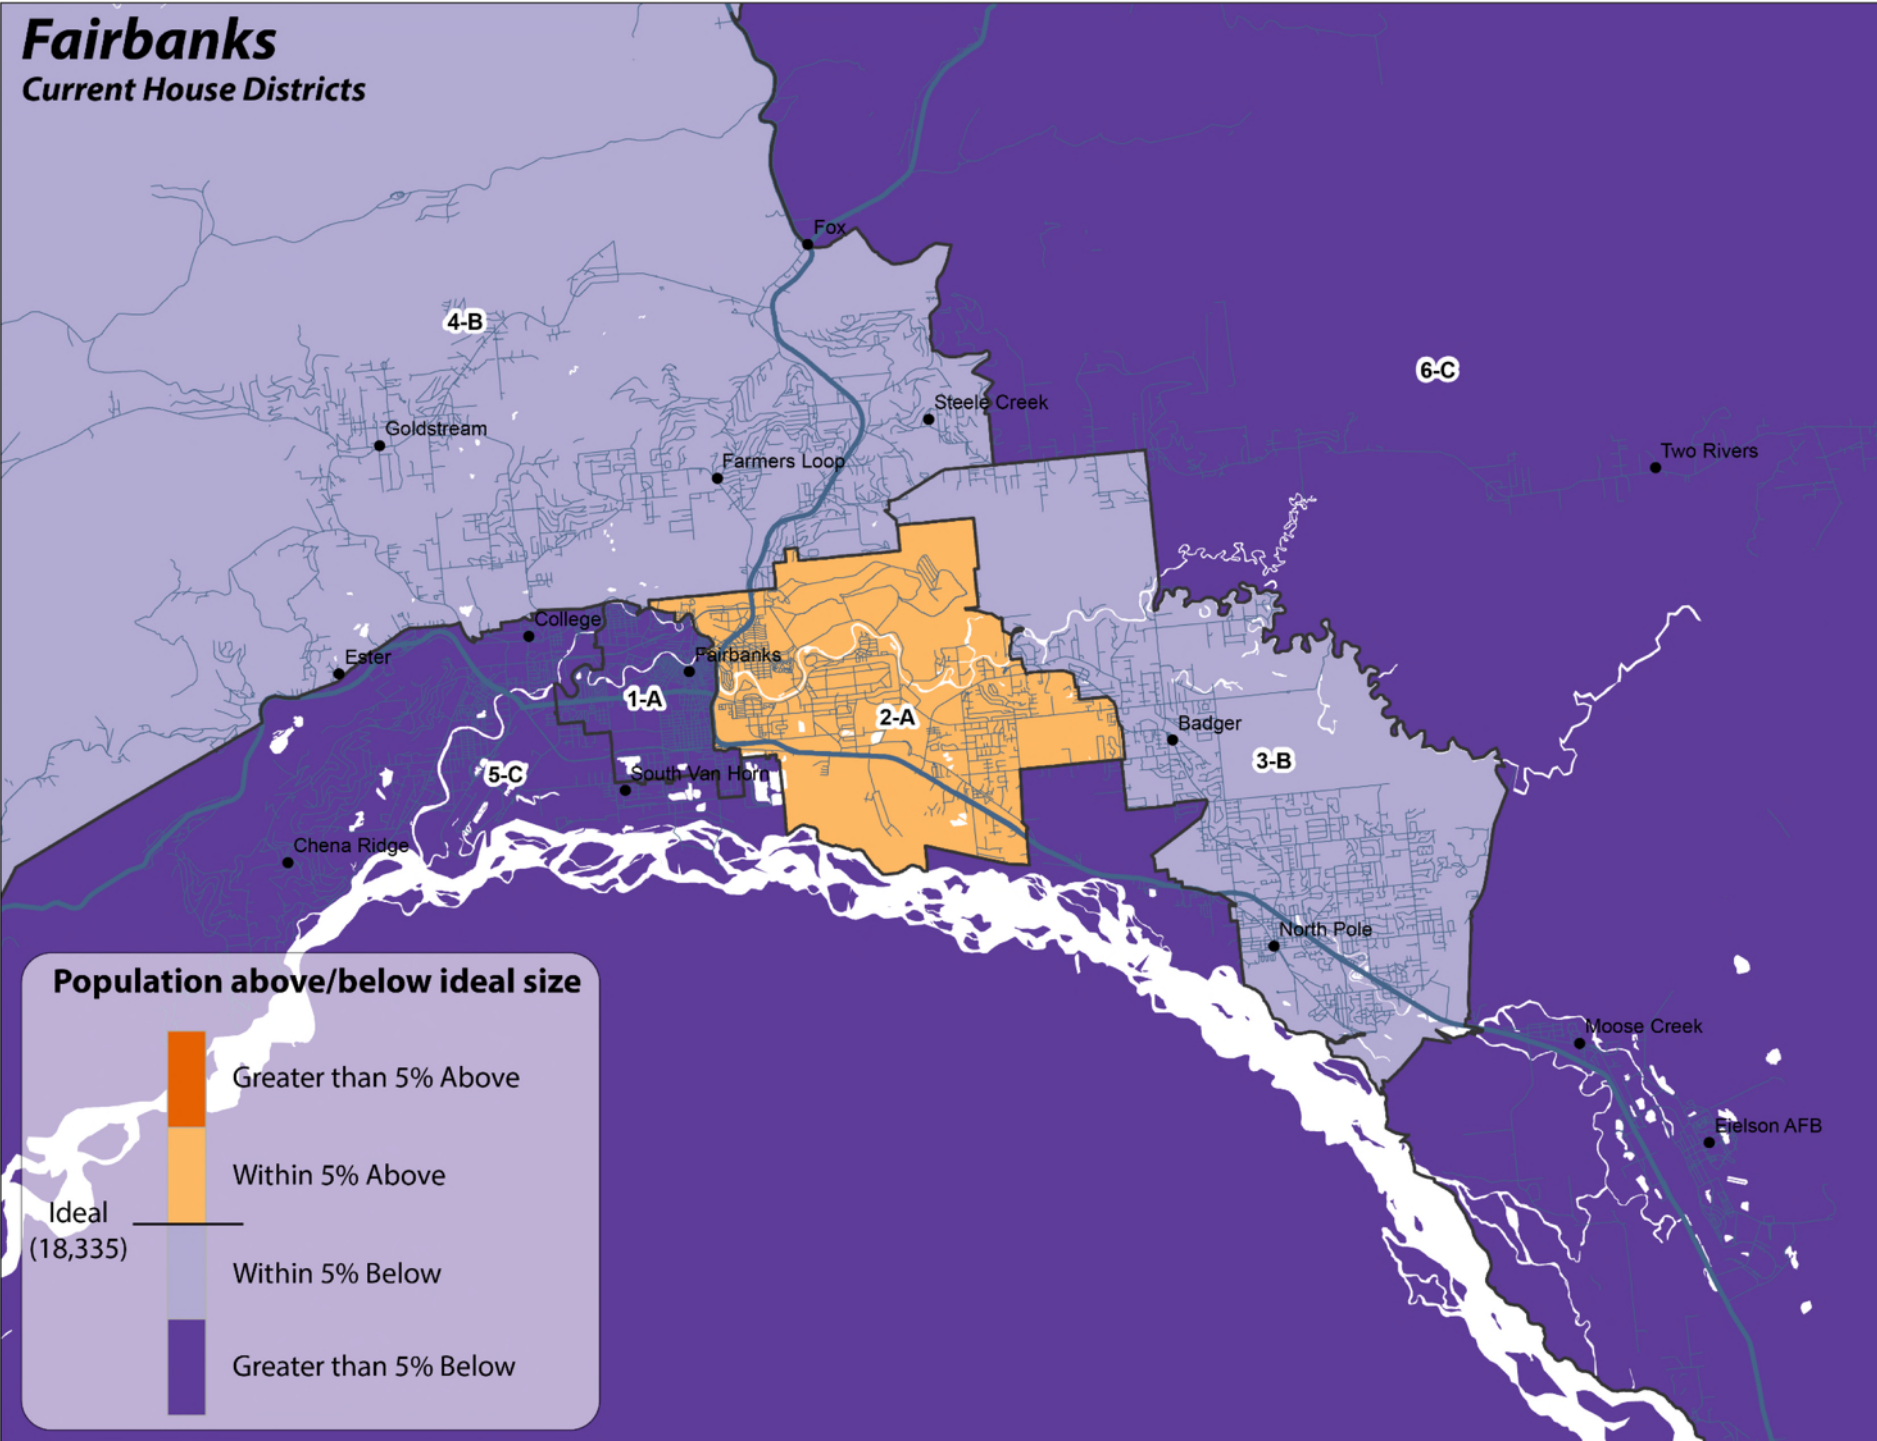 Fairbanks
Current House Districts
Fox
4-B
6-C
Steele Creek
Goldstream
Two Rivers
Farmers Loop
College
Ester
Fairbanks
1-A
2-A
Badger
3-B
5-C
South Van Horn
Chena Ridge
North Pole
Moose Creek
Eielson AFB
Population above/below ideal size
Greater than 5% Above
Within 5% Above
Ideal
(18,335)
Within 5% Below
Greater than 5% Below